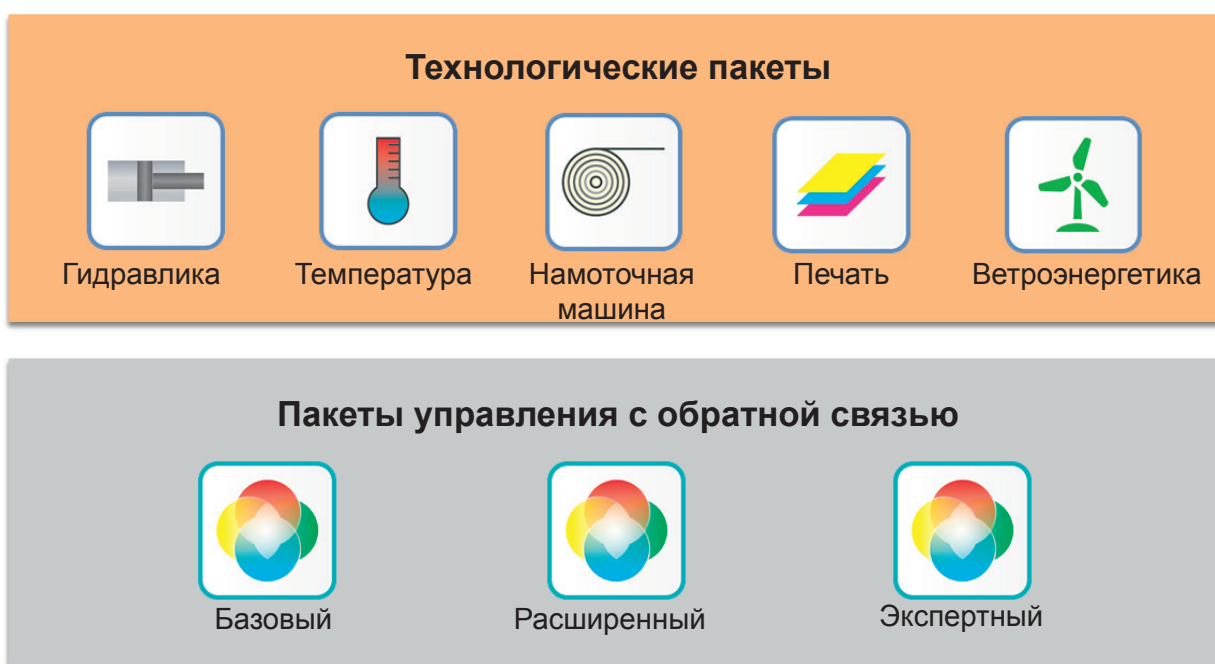 Технологические пакеты
Гидравлика
Температура
Намоточная
машина
Печать
Ветроэнергетика
Пакеты управления с обратной связью
Базовый
Расширенный
Экспертный